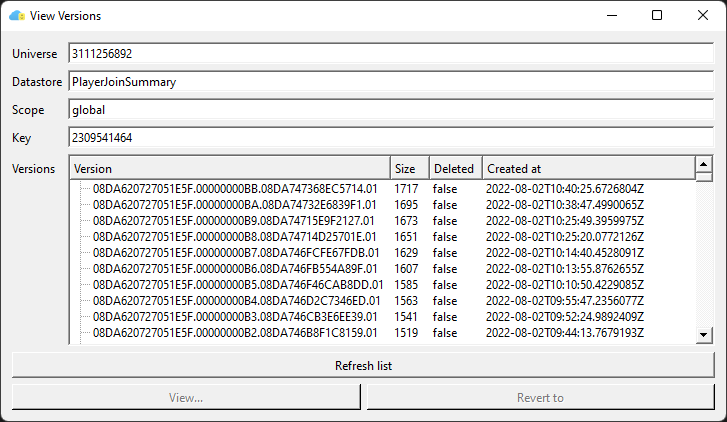 View Versions
Universe 3111256892
Datastore PlayerJoinSummary
Scope global
Key 2309541464
Versions Version Size Deleted Created at
08DA620727051E5F.00000000BB.08DA747368EC5714.01 1717 false 2022-08-02T10:40:25.6726804Z
08DA620727051E5F.00000000BA.08DA74732E6839F1.01 1695 false 2022-08-02T10:38:47.4990065Z
08DA620727051E5F.00000000B9.08DA74715E9F2127.01 1673 false 2022-08-02T10:25:49.3959975Z
08DA620727051E5F.00000000B8.08DA74714D25701E.01 1651 false 2022-08-02T10:25:20.0772126Z
08DA620727051E5F.00000000B7.08DA746FCFE67FDB.01 1629 false 2022-08-02T10:14:40.4528091Z
08DA620727051E5F.00000000B6.08DA746FB554A89F.01 1607 false 2022-08-02T10:13:55.8762655Z
08DA620727051E5F.00000000B5.08DA746F46CAB8DD.01 1585 false 2022-08-02T10:10:50.4229085Z
08DA620727051E5F.00000000B4.08DA746D2C7346ED.01 1563 false 2022-08-02T09:55:47.2356077Z
08DA620727051E5F.00000000B3.08DA746CB3E6EE39.01 1541 false 2022-08-02T09:52:24.9892409Z
08DA620727051E5F.00000000B2.08DA746B8F1C8159.01 1519 false 2022-08-02T09:44:13.7679193Z
Refresh list
View... Revert to